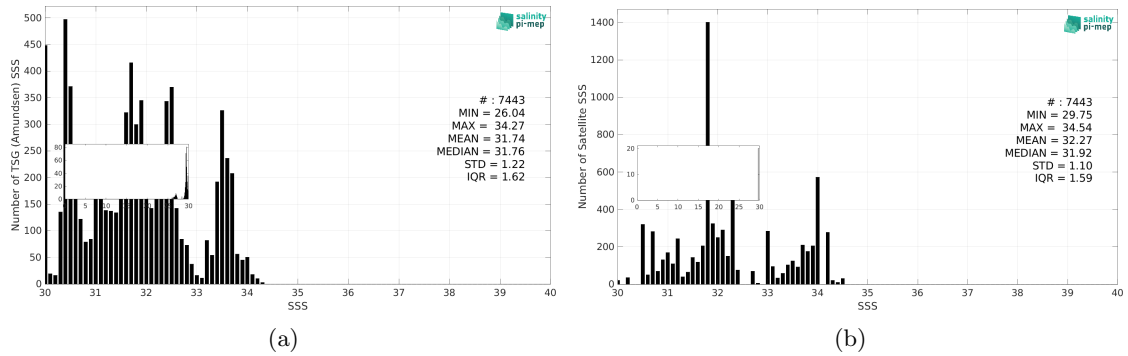 salinity
pi-mep
Number of TSG (Amundsen) SSS
500
450
400
350
300
250
200
150
100
50
0
# : 7443
MIN = 26.04
MAX = 34.27
MEAN = 31.74
MEDIAN = 31.76
STD = 1.22
IQR = 1.62
80
60
40
20
0
0 5 10 15 20 25 30
30 31 32 33 34 35 36 37 38 39 40
SSS
(a)
salinity
pi-mep
Number of Satellite SSS
1400
1200
1000
800
600
400
200
0
# : 7443
MIN = 29.75
MAX = 34.54
MEAN = 32.27
MEDIAN = 31.92
STD = 1.10
IQR = 1.59
20
10
0
0 5 10 15 20 25 30
30 31 32 33 34 35 36 37 38 39 40
SSS
(b)